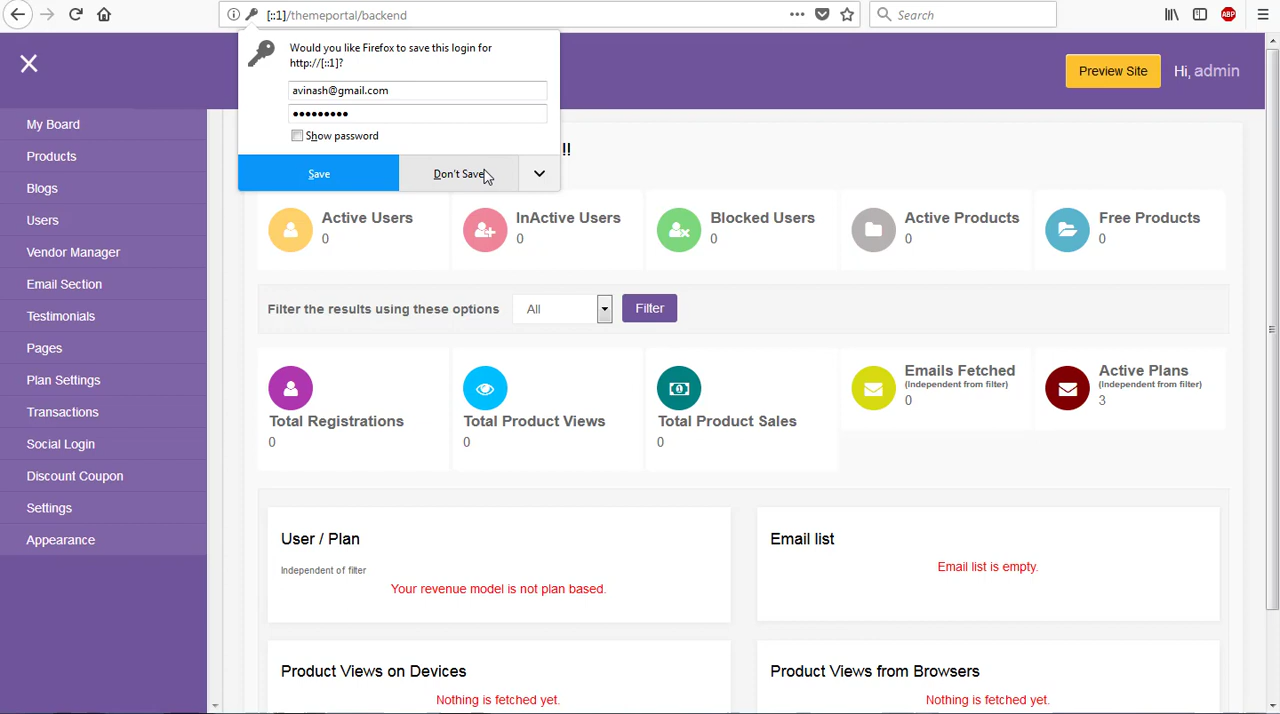 [::1]/themeportal/backend
Search
ABP
Would you like Firefox to save this login for
http://[::1]?
avinash@gmail.com
•••••••••
Show password
Save
Don't Save
Preview Site
Hi, admin
My Board
Products
Blogs
Users
Vendor Manager
Email Section
Testimonials
Pages
Plan Settings
Transactions
Social Login
Discount Coupon
Settings
Appearance
!!
Active Users
0
InActive Users
0
Blocked Users
0
Active Products
0
Free Products
0
Filter the results using these options
All
Filter
Total Registrations
0
Total Product Views
0
Total Product Sales
0
Emails Fetched
(Independent from filter)
0
Active Plans
(Independent from filter)
3
User / Plan
Independent of filter
Your revenue model is not plan based.
Email list
Email list is empty.
Product Views on Devices
Nothing is fetched yet.
Product Views from Browsers
Nothing is fetched yet.